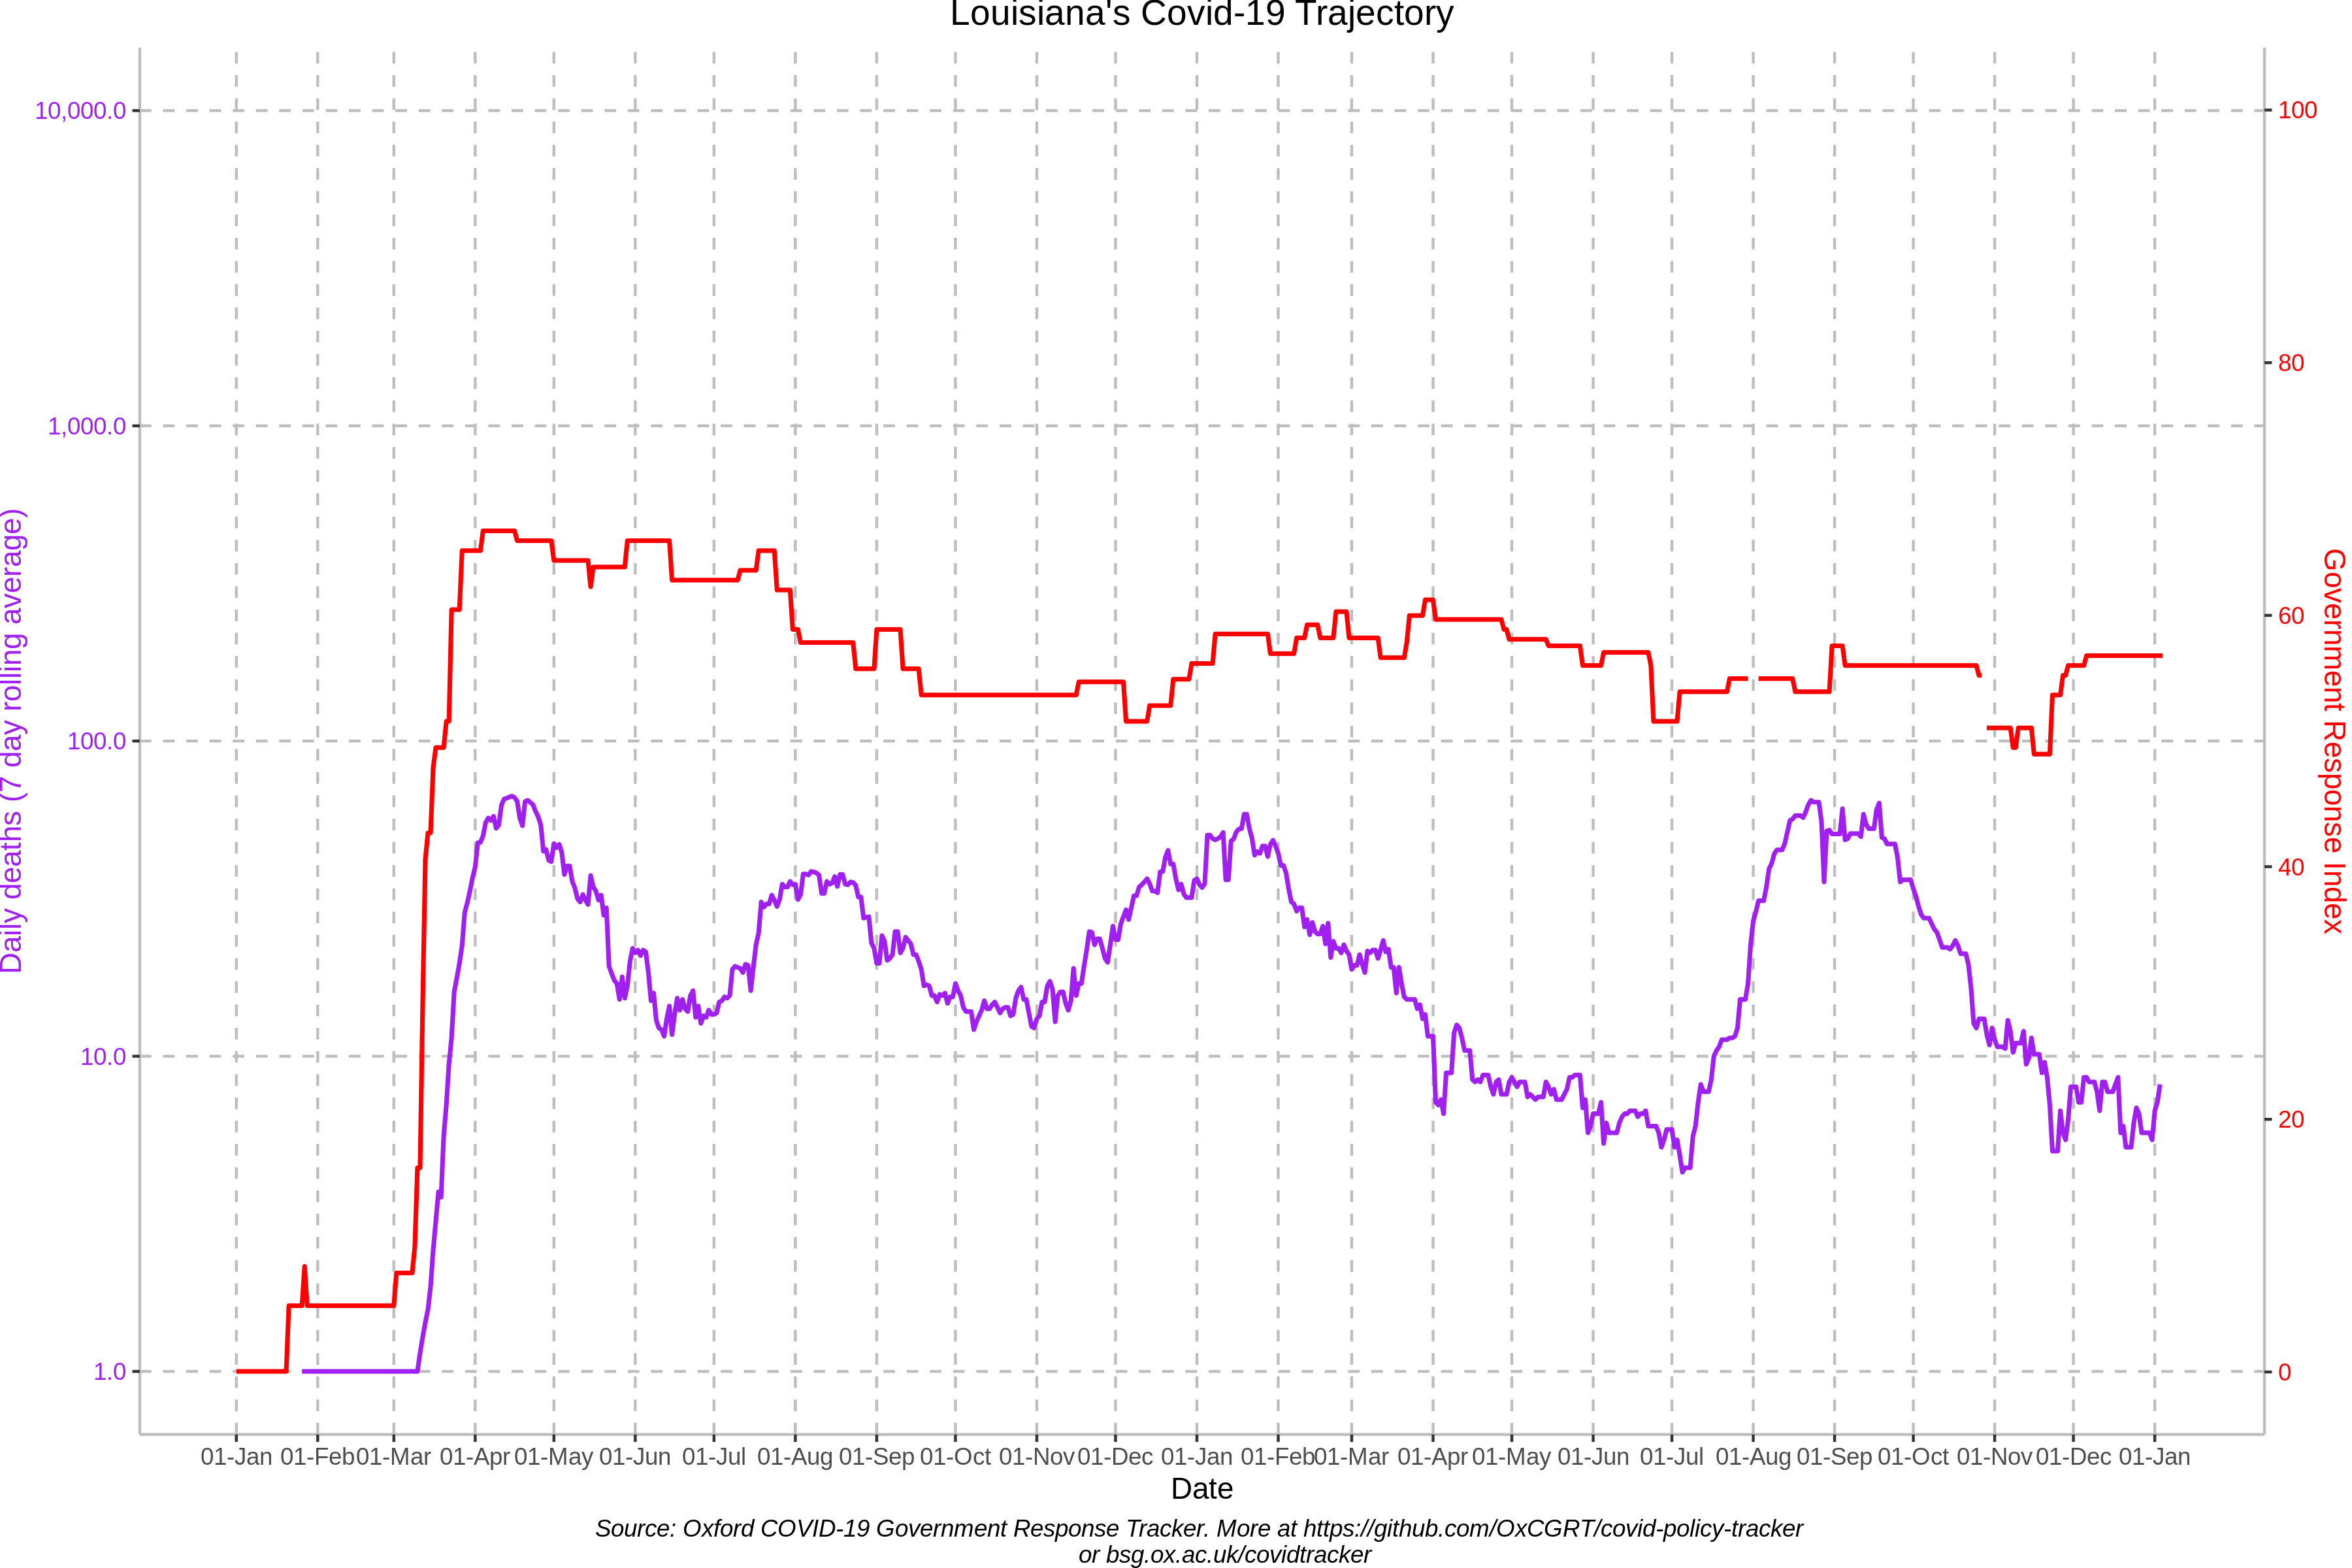 Louisiana's Covid-19 Trajectory
10,000.0
1,000.0
100.0
10.0
1.0
Daily deaths (7 day rolling average)
100
80
60
40
20
0
Government Response Index
01-Jan 01-Feb 01-Mar 01-Apr 01-May 01-Jun 01-Jul 01-Aug 01-Sep 01-Oct 01-Nov 01-Dec 01-Jan 01-Feb 01-Mar 01-Apr 01-May 01-Jun 01-Jul 01-Aug 01-Sep 01-Oct 01-Nov 01-Dec 01-Jan
Date
Source: Oxford COVID-19 Government Response Tracker. More at https://github.com/OxCGRT/covid-policy-tracker
or bsg.ox.ac.uk/covidtracker